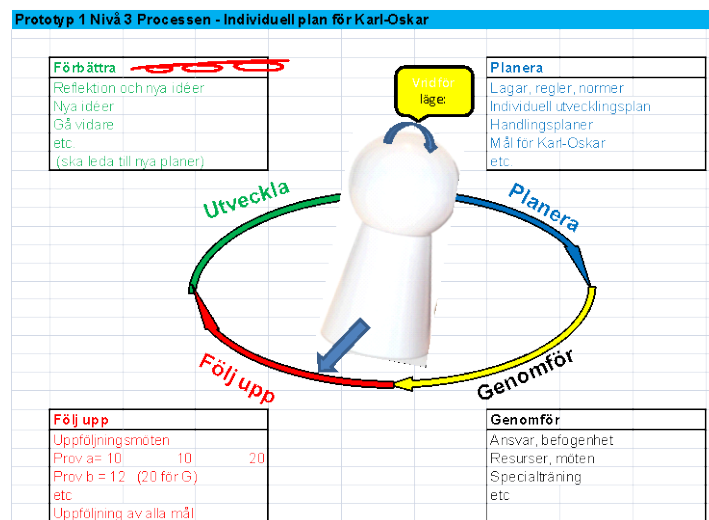 Prototyp 1 Nivå 3 Processen - Individuell plan för Karl-Oskar
Förbättra
Reflektion och nya idéer
Nya idéer
Gå vidare
etc.
(ska leda till nya planer)
läge:
Planera
Lagar, regler, normer
Individuell utvecklingsplan
Handlingsplaner
Mål för Karl-Oskar
etc.
Utveckla
Planera
Följ upp
Genomför
Följ upp
Uppföljningsmöten
Prov a= 10 10 20
Prov b = 12 (20 för G)
etc
Uppföljning av alla mål
Genomför
Ansvar, befogenhet
Resurser, möten
Specialträning
etc